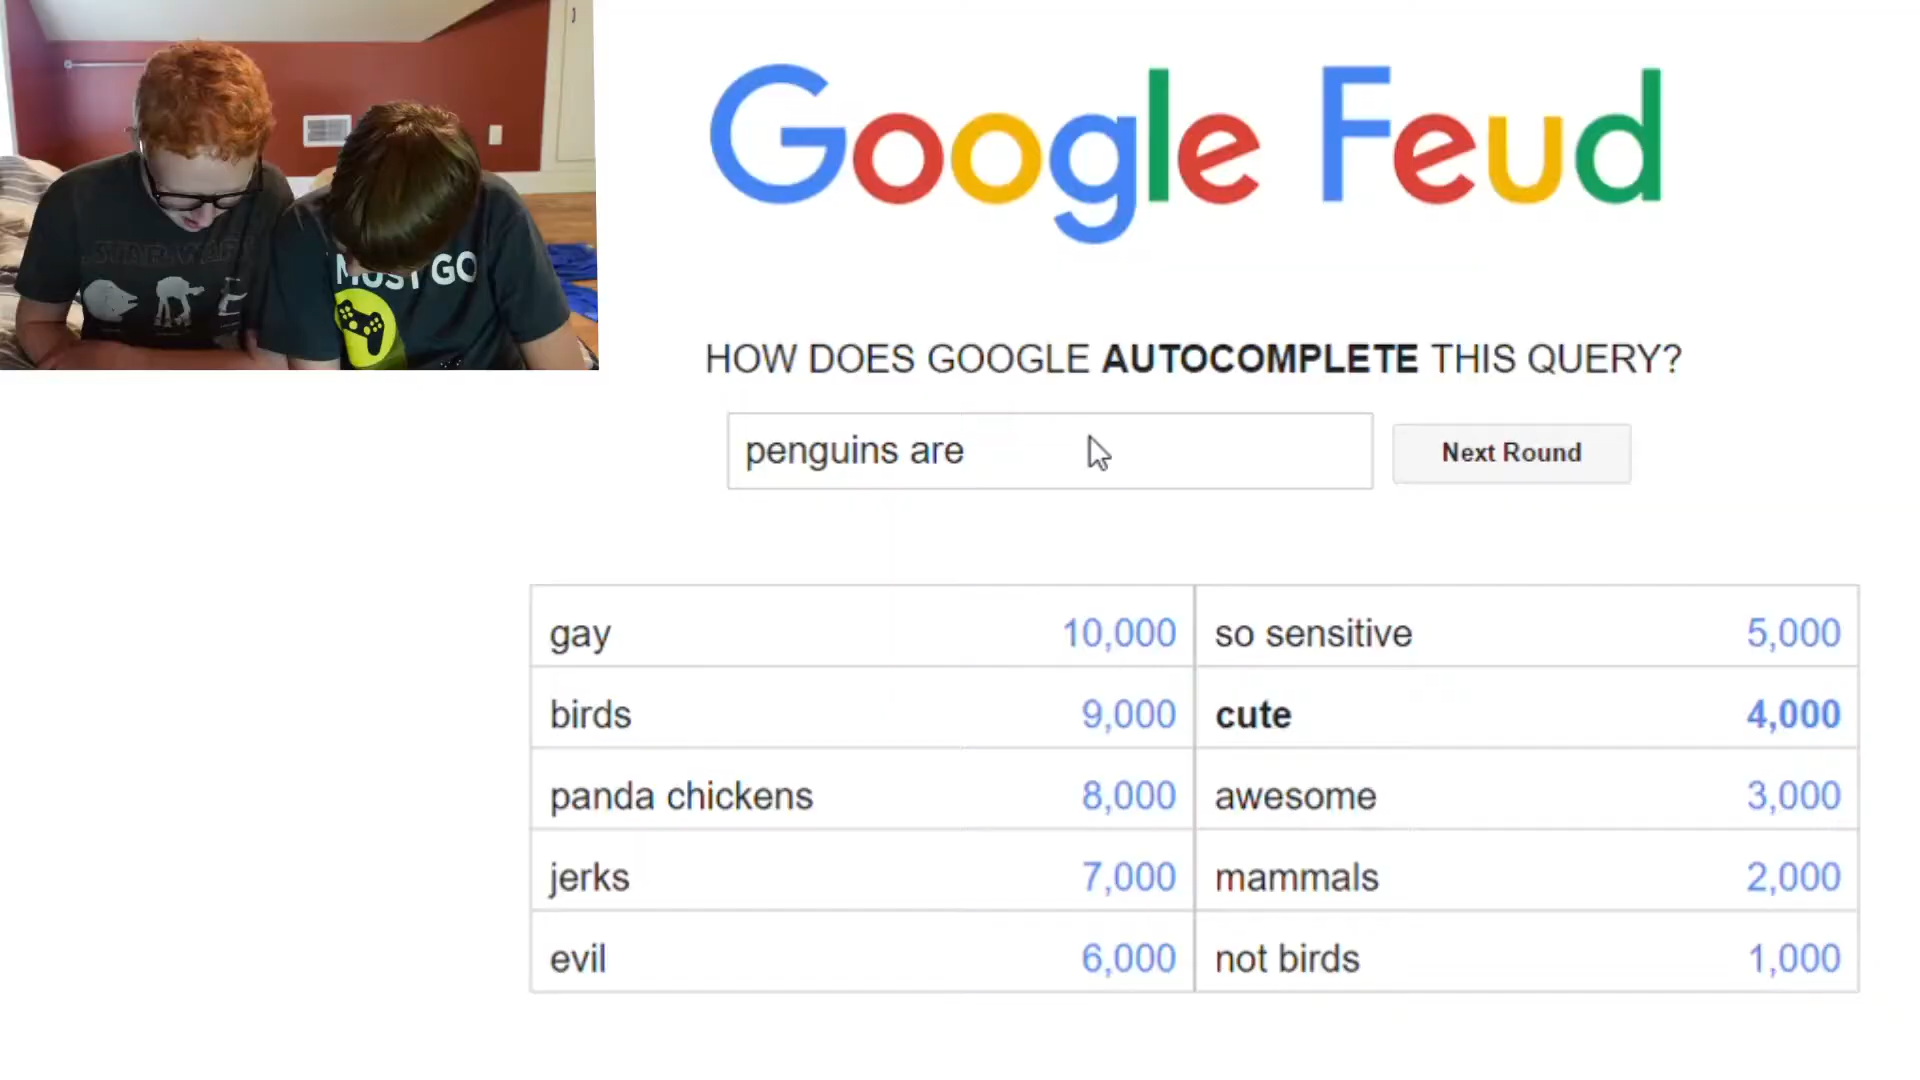 STAR WARS
MUST GO
Google Feud
HOW DOES GOOGLE AUTOCOMPLETE THIS QUERY?
penguins are
Next Round
gay 10,000 so sensitive 5,000
birds 9,000 cute 4,000
panda chickens 8,000 awesome 3,000
jerks 7,000 mammals 2,000
evil 6,000 not birds 1,000